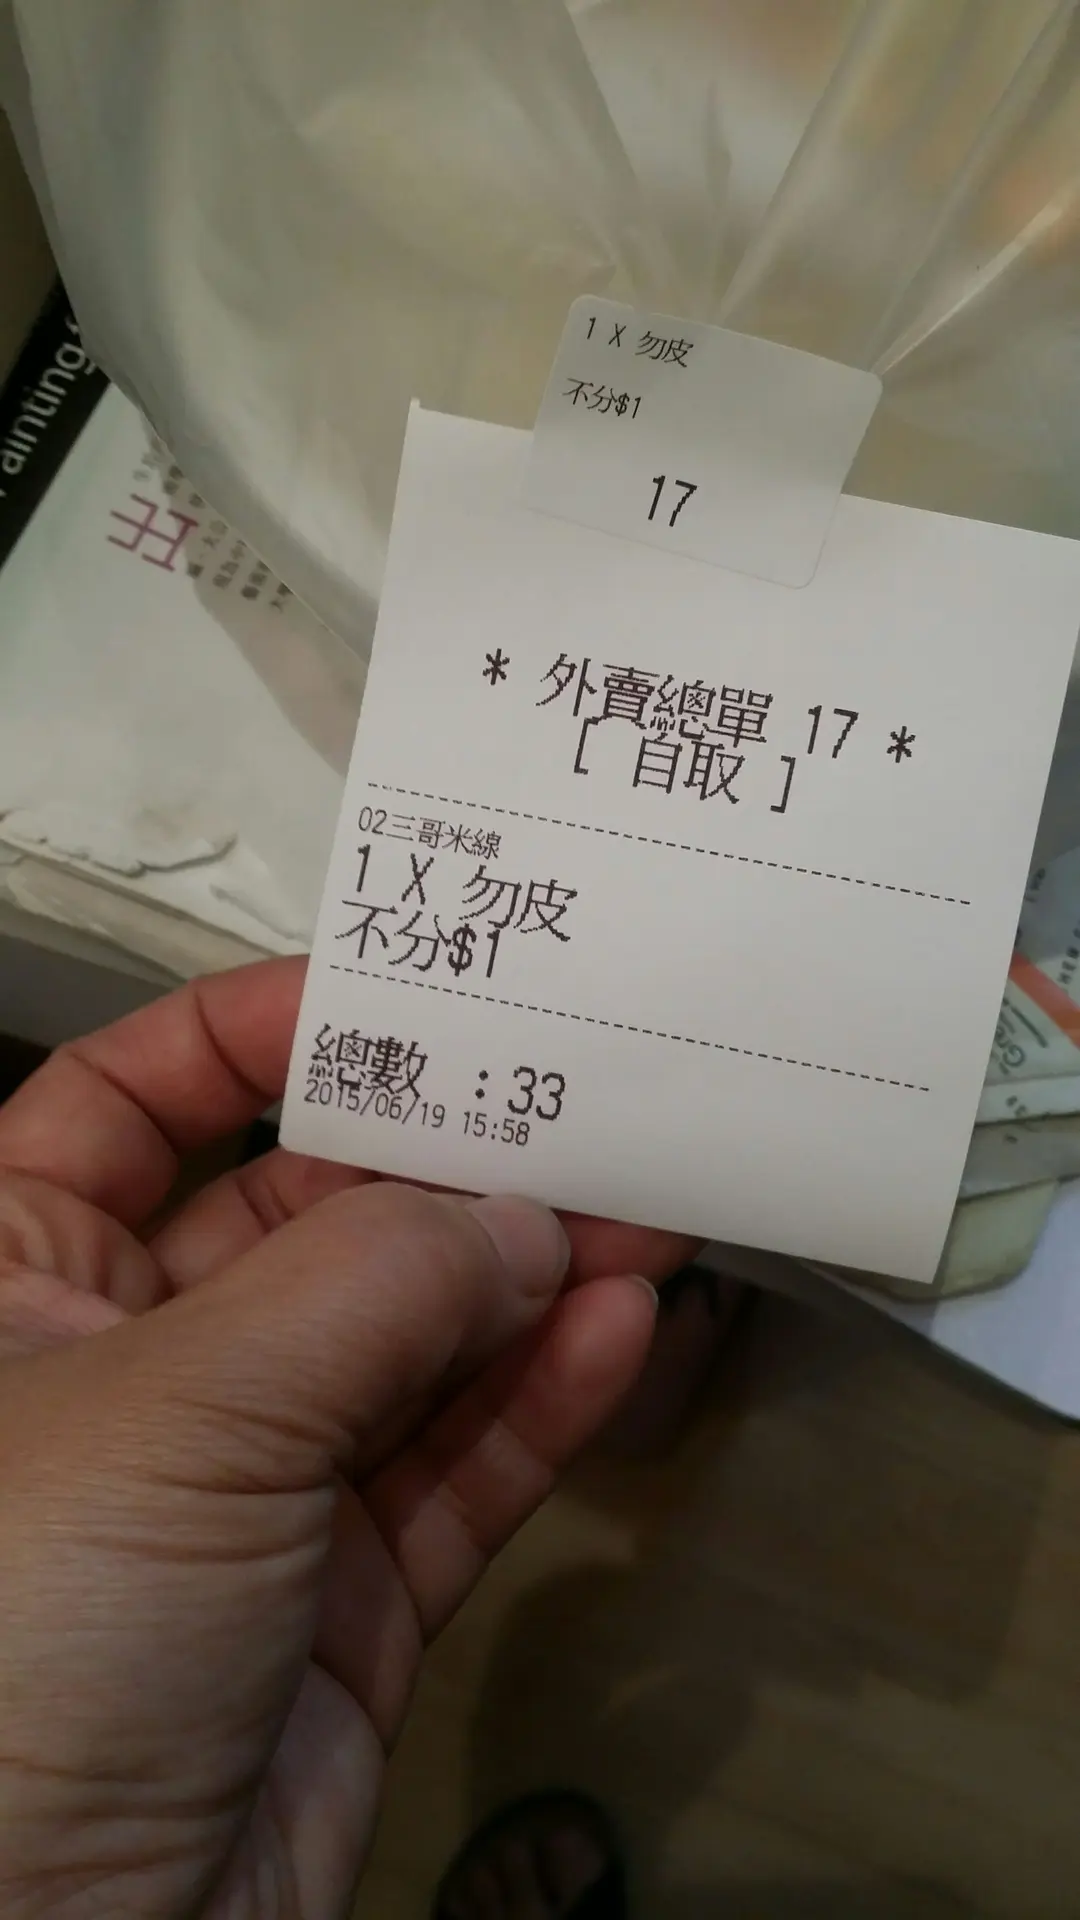 1 X 勿皮
不分$1
17
* 外賣總單 17 *
[ 自取 ]
02三哥米線
1 X 勿皮
不分$1
總數 : 33
2015/06/19 15:58
ainting